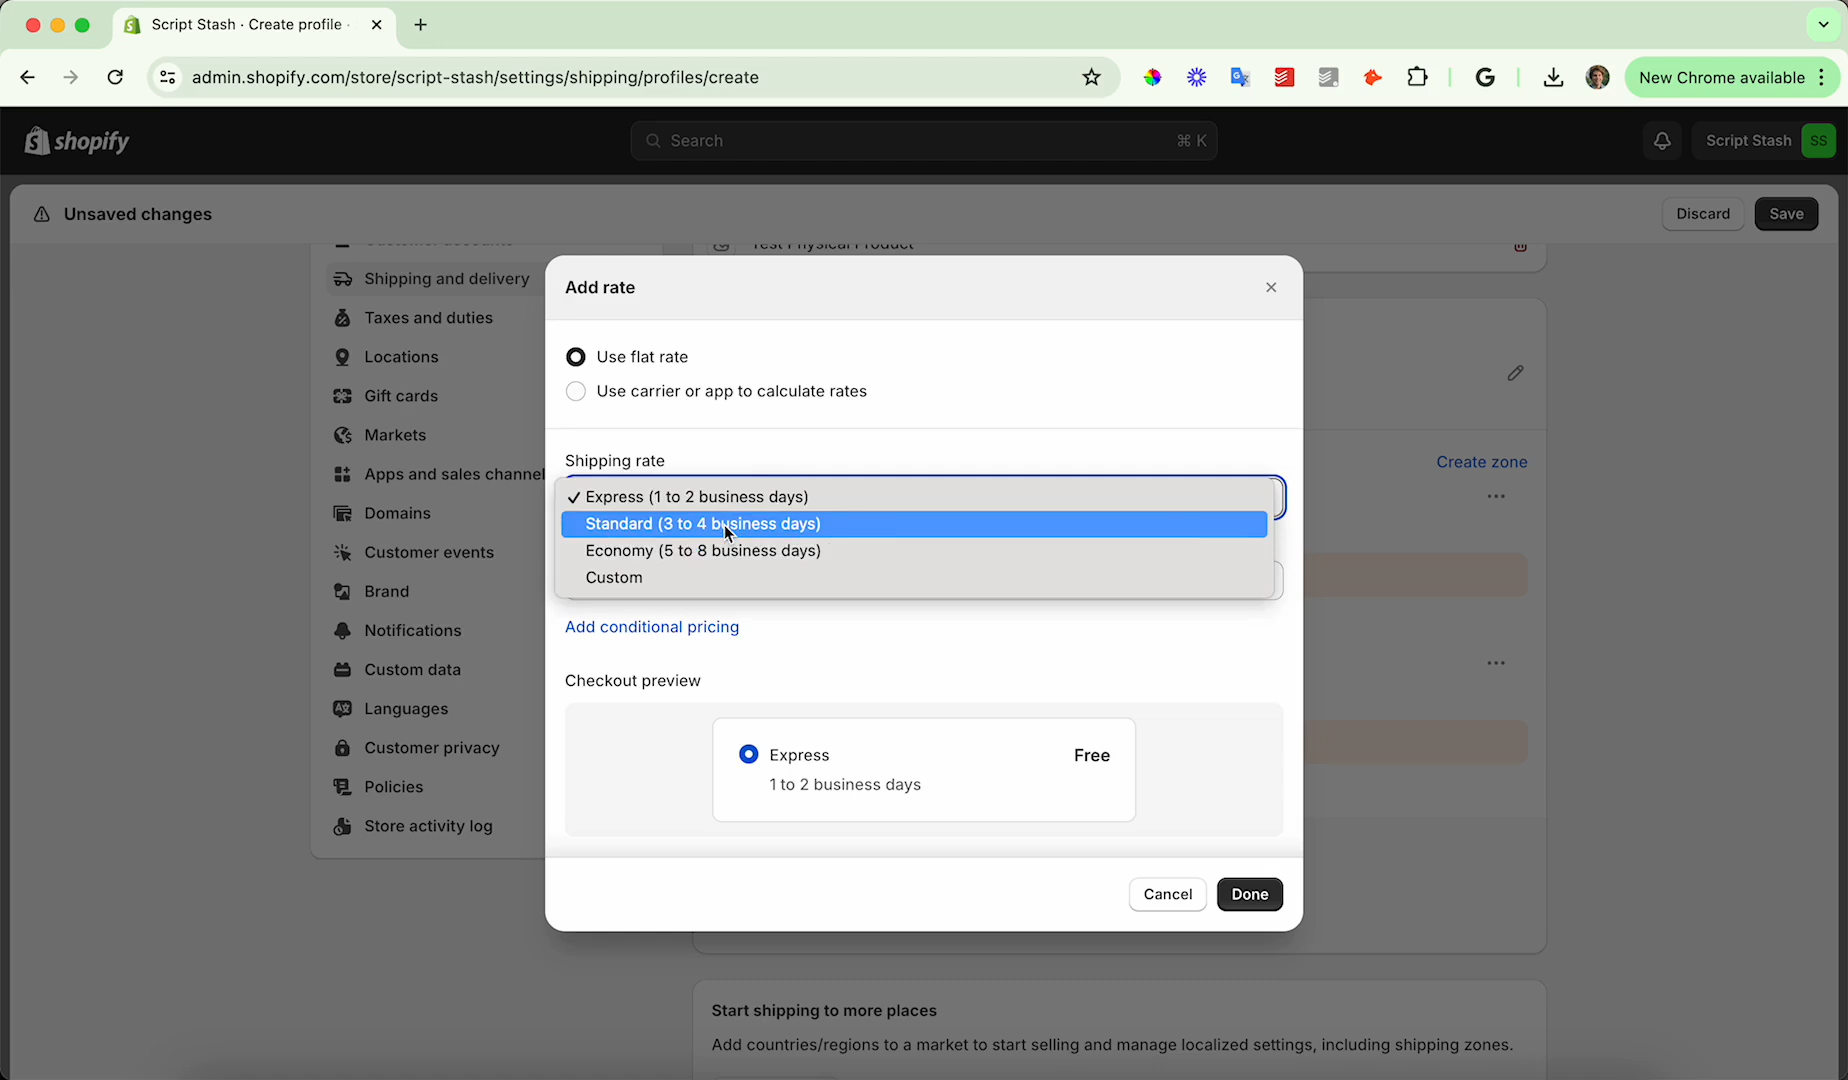 Script Stash · Create profile ·
admin.shopify.com/store/script-stash/settings/shipping/profiles/create
New Chrome available
shopify
Search
⌘ K
Script Stash
SS
Unsaved changes
Discard
Save
Customer accounts
Test Physical Product
Shipping and delivery
Taxes and duties
Locations
Gift cards
Markets
Apps and sales channel
Domains
Customer events
Brand
Notifications
Custom data
Languages
Customer privacy
Policies
Store activity log
Add rate
Use flat rate
Use carrier or app to calculate rates
Shipping rate
✓ Express (1 to 2 business days)
Standard (3 to 4 business days)
Economy (5 to 8 business days)
Custom
Add conditional pricing
Checkout preview
Express
Free
1 to 2 business days
Cancel
Done
Create zone
Start shipping to more places
Add countries/regions to a market to start selling and manage localized settings, including shipping zones.